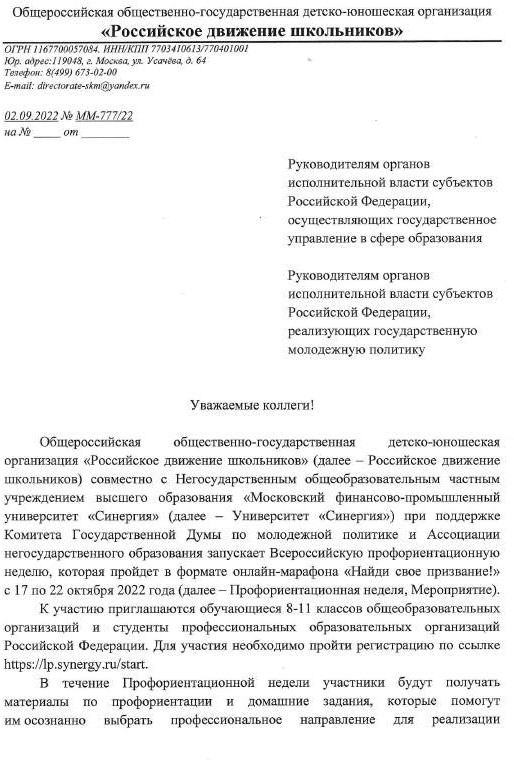 Общероссийская общественно-государственная детско-юношеская организация
«Российское движение школьников»
ОГРН 1167700057084. ИНН/КПП 7703410613/770401001
Юр. адрес:119048, г. Москва, ул. Усачёва, д. 64
Телефон: 8(499) 673-02-00
E-mail: directorate-skm@yandex.ru
02.09.2022 № ММ-777/22
на № ____ от ________
Руководителям органов
исполнительной власти субъектов
Российской Федерации,
осуществляющих государственное
управление в сфере образования
Руководителям органов
исполнительной власти субъектов
Российской Федерации,
реализующих государственную
молодежную политику
Уважаемые коллеги!
Общероссийская общественно-государственная детско-юношеская
организация «Российское движение школьников» (далее – Российское движение
школьников) совместно с Негосударственным общеобразовательным частным
учреждением высшего образования «Московский финансово-промышленный
университет «Синергия» (далее – Университет «Синергия») при поддержке
Комитета Государственной Думы по молодежной политике и Ассоциации
негосударственного образования запускает Всероссийскую профориентационную
неделю, которая пройдет в формате онлайн-марафона «Найди свое призвание!»
с 17 по 22 октября 2022 года (далее – Профориентационная неделя, Мероприятие).
К участию приглашаются обучающиеся 8-11 классов общеобразовательных
организаций и студенты профессиональных образовательных организаций
Российской Федерации. Для участия необходимо пройти регистрацию по ссылке
https://lp.synergy.ru/start.
В течение Профориентационной недели участники будут получать
материалы по профориентации и домашние задания, которые помогут
им осознанно выбрать профессиональное направление для реализации